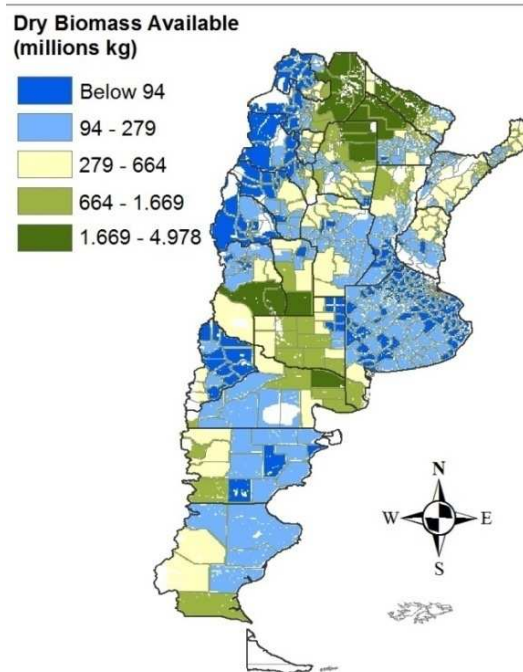 Dry Biomass Available
(millions kg)
Below 94
94 - 279
279 - 664
664 - 1.669
1.669 - 4.978
N
W E
S